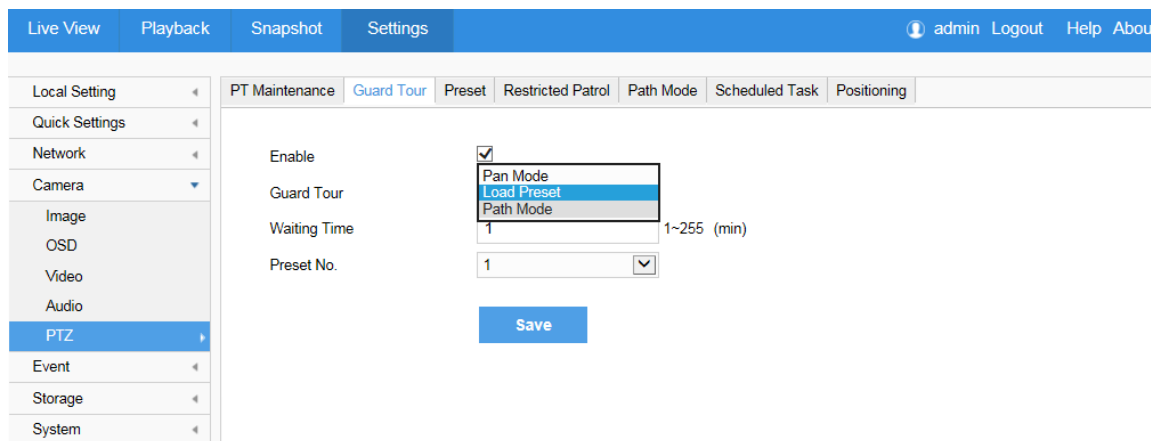 Live View Playback Snapshot Settings admin Logout Help Abou
Local Setting
Quick Settings
Network
Camera
Image
OSD
Video
Audio
PTZ
Event
Storage
System
PT Maintenance Guard Tour Preset Restricted Patrol Path Mode Scheduled Task Positioning
Enable
Pan Mode
Guard Tour Load Preset
Path Mode
Waiting Time 1 1~255 (min)
Preset No. 1
Save